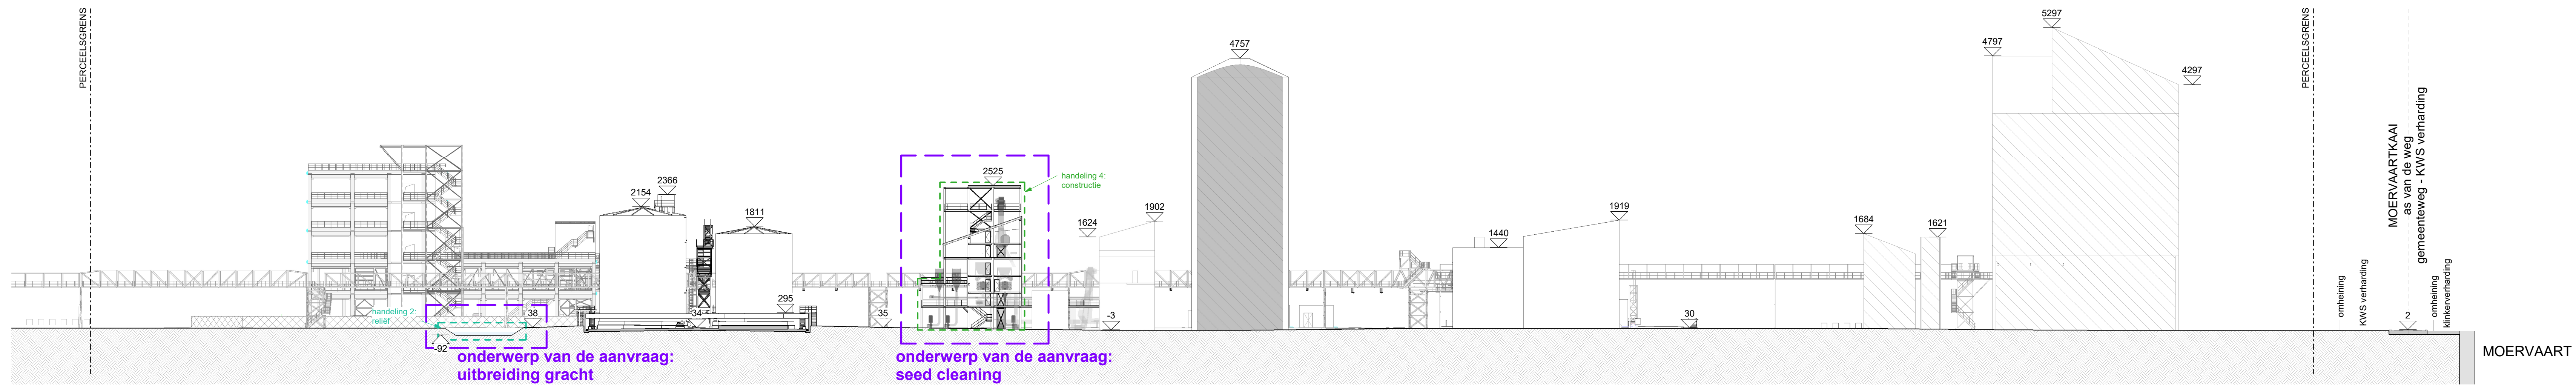 PERCEELSGRENS
handeling 2:
reliëf
-92
38
onderwerp van de aanvraag:
uitbreiding gracht
2154
2366
34
1811
295
35
2525
handeling 4:
constructie
onderwerp van de aanvraag:
seed cleaning
1624
-3
1902
4757
1440
1919
30
1684
1621
4797
5297
4297
PERCEELSGRENS
omheining
KWS verharding
MOERVAARTKAAI
as van de weg
gemeenteweg - KWS verharding
2
omheining
klinkerverharding
MOERVAART